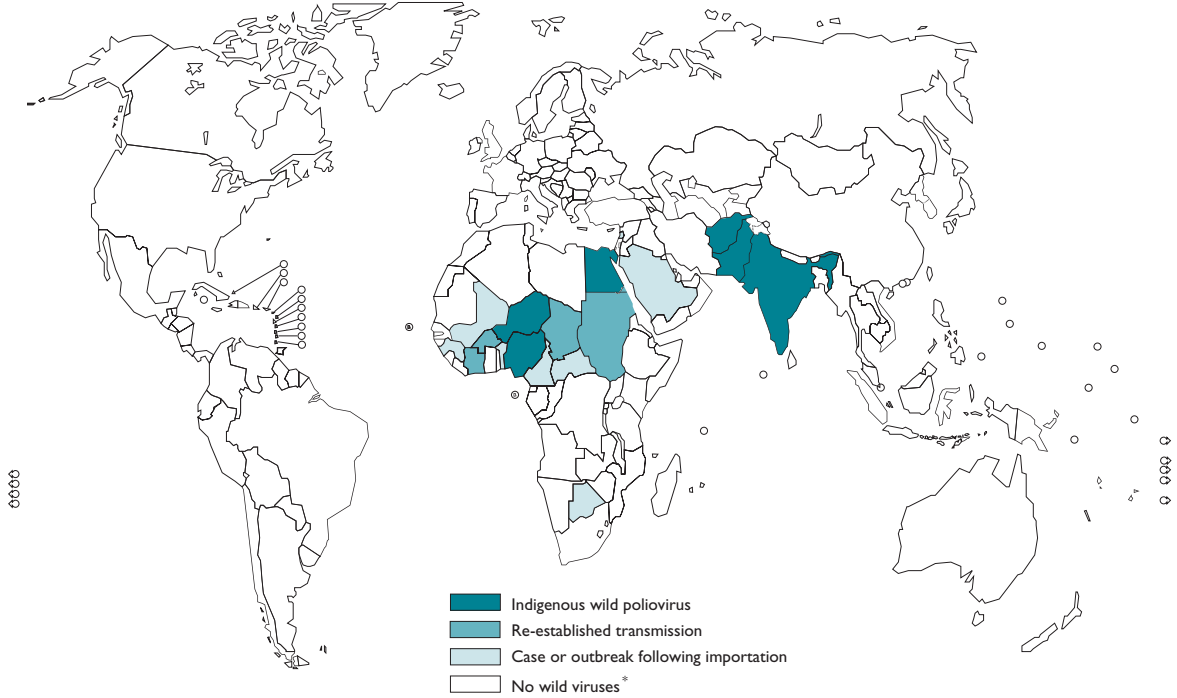 Indigenous wild poliovirus
Re-established transmission
Case or outbreak following importation
No wild viruses*